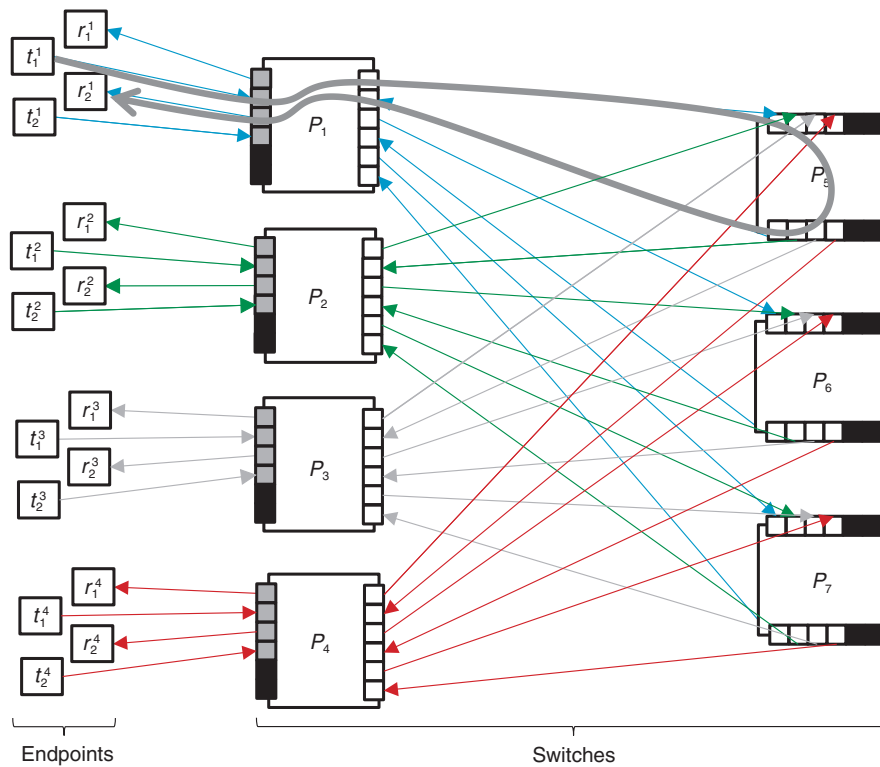 r₁¹
t₁¹
r₂¹
t₂¹
P₁
P₅
r₁²
t₁²
r₂²
t₂²
P₂
P₆
r₁³
t₁³
r₂³
t₂³
P₃
P₇
r₁⁴
t₁⁴
r₂⁴
t₂⁴
P₄
Endpoints
Switches